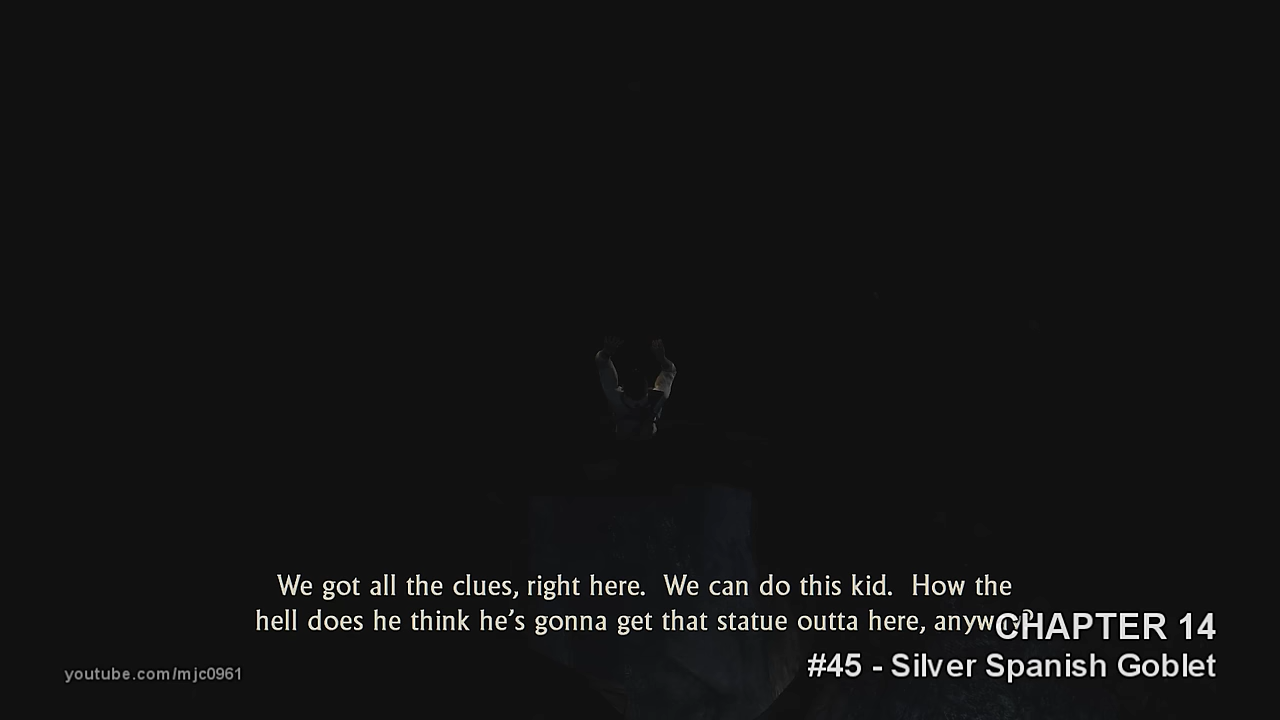 We got all the clues, right here. We can do this kid. How the
hell does he think he's gonna get that statue outta here,
CHAPTER 14
#45 - Silver Spanish Goblet
youtube.com/mjc0961